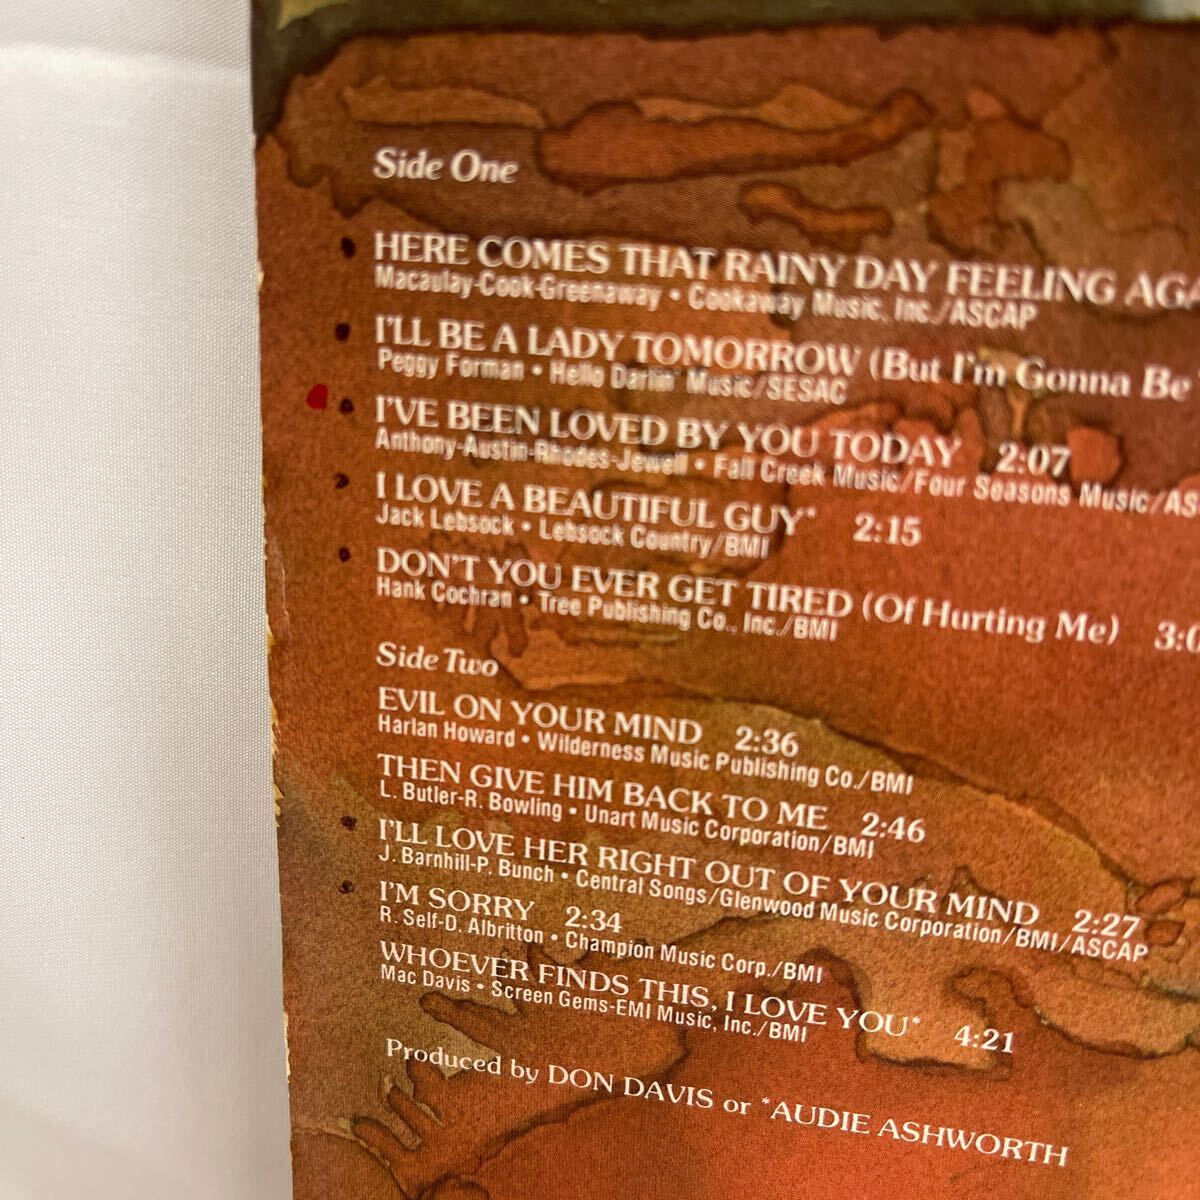 Side One
HERE COMES THAT RAINY DAY FEELING
Macaulay-Cook-Greenaway • Cookaway Music, Inc./ASCAP
I'LL BE A LADY TOMORROW (But I'm Gonna Be
Peggy Forman • Hello Darlin' Music/SESAC
I'VE BEEN LOVED BY YOU TODAY 2:07
Anthony-Austin-Rhodes-Jewell • Fall Creek Music/Four Seasons Music/
I LOVE A BEAUTIFUL GUY* 2:15
Jack Lebsock • Lebsock Country/BMI
DON'T YOU EVER GET TIRED (Of Hurting Me)
Hank Cochran • Tree Publishing Co., Inc./BMI
Side Two
EVIL ON YOUR MIND 2:36
Harlan Howard • Wilderness Music Publishing Co./BMI
THEN GIVE HIM BACK TO ME 2:46
L. Butler-R. Bowling • Unart Music Corporation/BMI
I'LL LOVE HER RIGHT OUT OF YOUR MIND 2:27
J. Barnhill-P. Bunch • Central Songs/Glenwood Music Corporation/BMI/ASCAP
I'M SORRY 2:34
R. Self-D. Albritton • Champion Music Corp./BMI
WHOEVER FINDS THIS, I LOVE YOU* 4:21
Mac Davis • Screen Gems-EMI Music, Inc./BMI
Produced by DON DAVIS or *AUDIE ASHWORTH